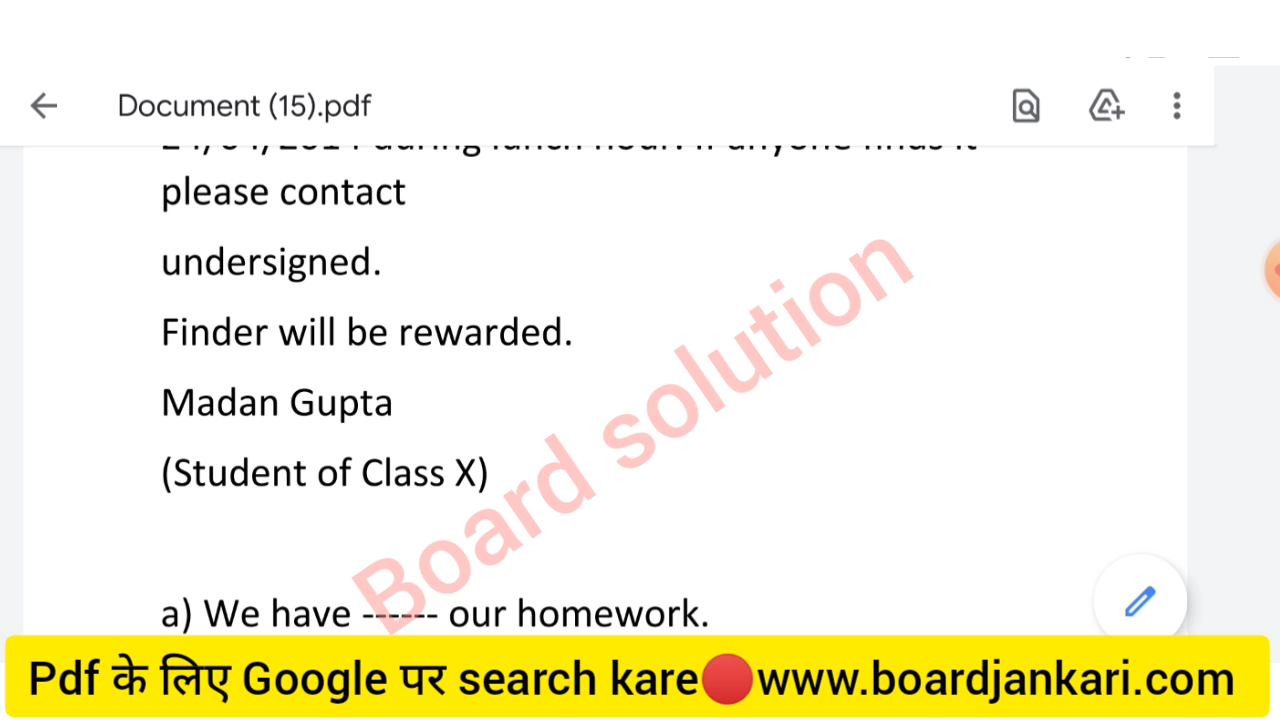 Document (15).pdf
please contact
undersigned.
Finder will be rewarded.
Madan Gupta
(Student of Class X)
Board solution
a) We have ------ our homework.
Pdf के लिए Google पर search kare🔴www.boardjankari.com